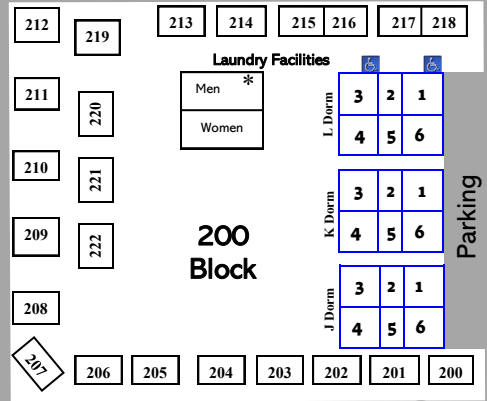 212
219
213
214
215 216
217 218
Laundry Facilities
211
220
Men *
Women
L Dorm
3 2 1
4 5 6
210
221
K Dorm
3 2 1
4 5 6
Parking
209
222
200
Block
208
J Dorm
3 2 1
4 5 6
207
206
205
204
203
202
201
200